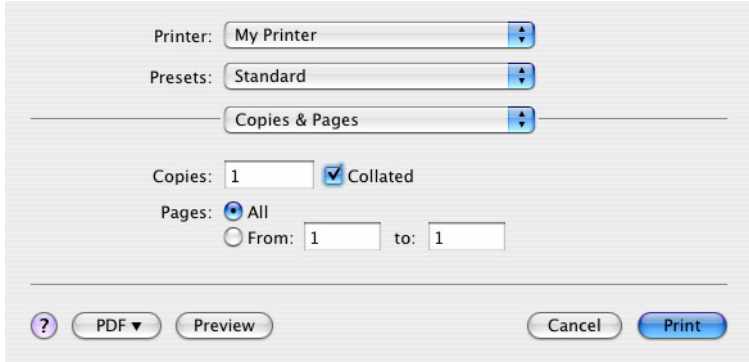 Printer: My Printer
Presets: Standard
Copies & Pages
Copies: 1 Collated
Pages: All
From: 1 to: 1
? PDF▼ Preview Cancel Print